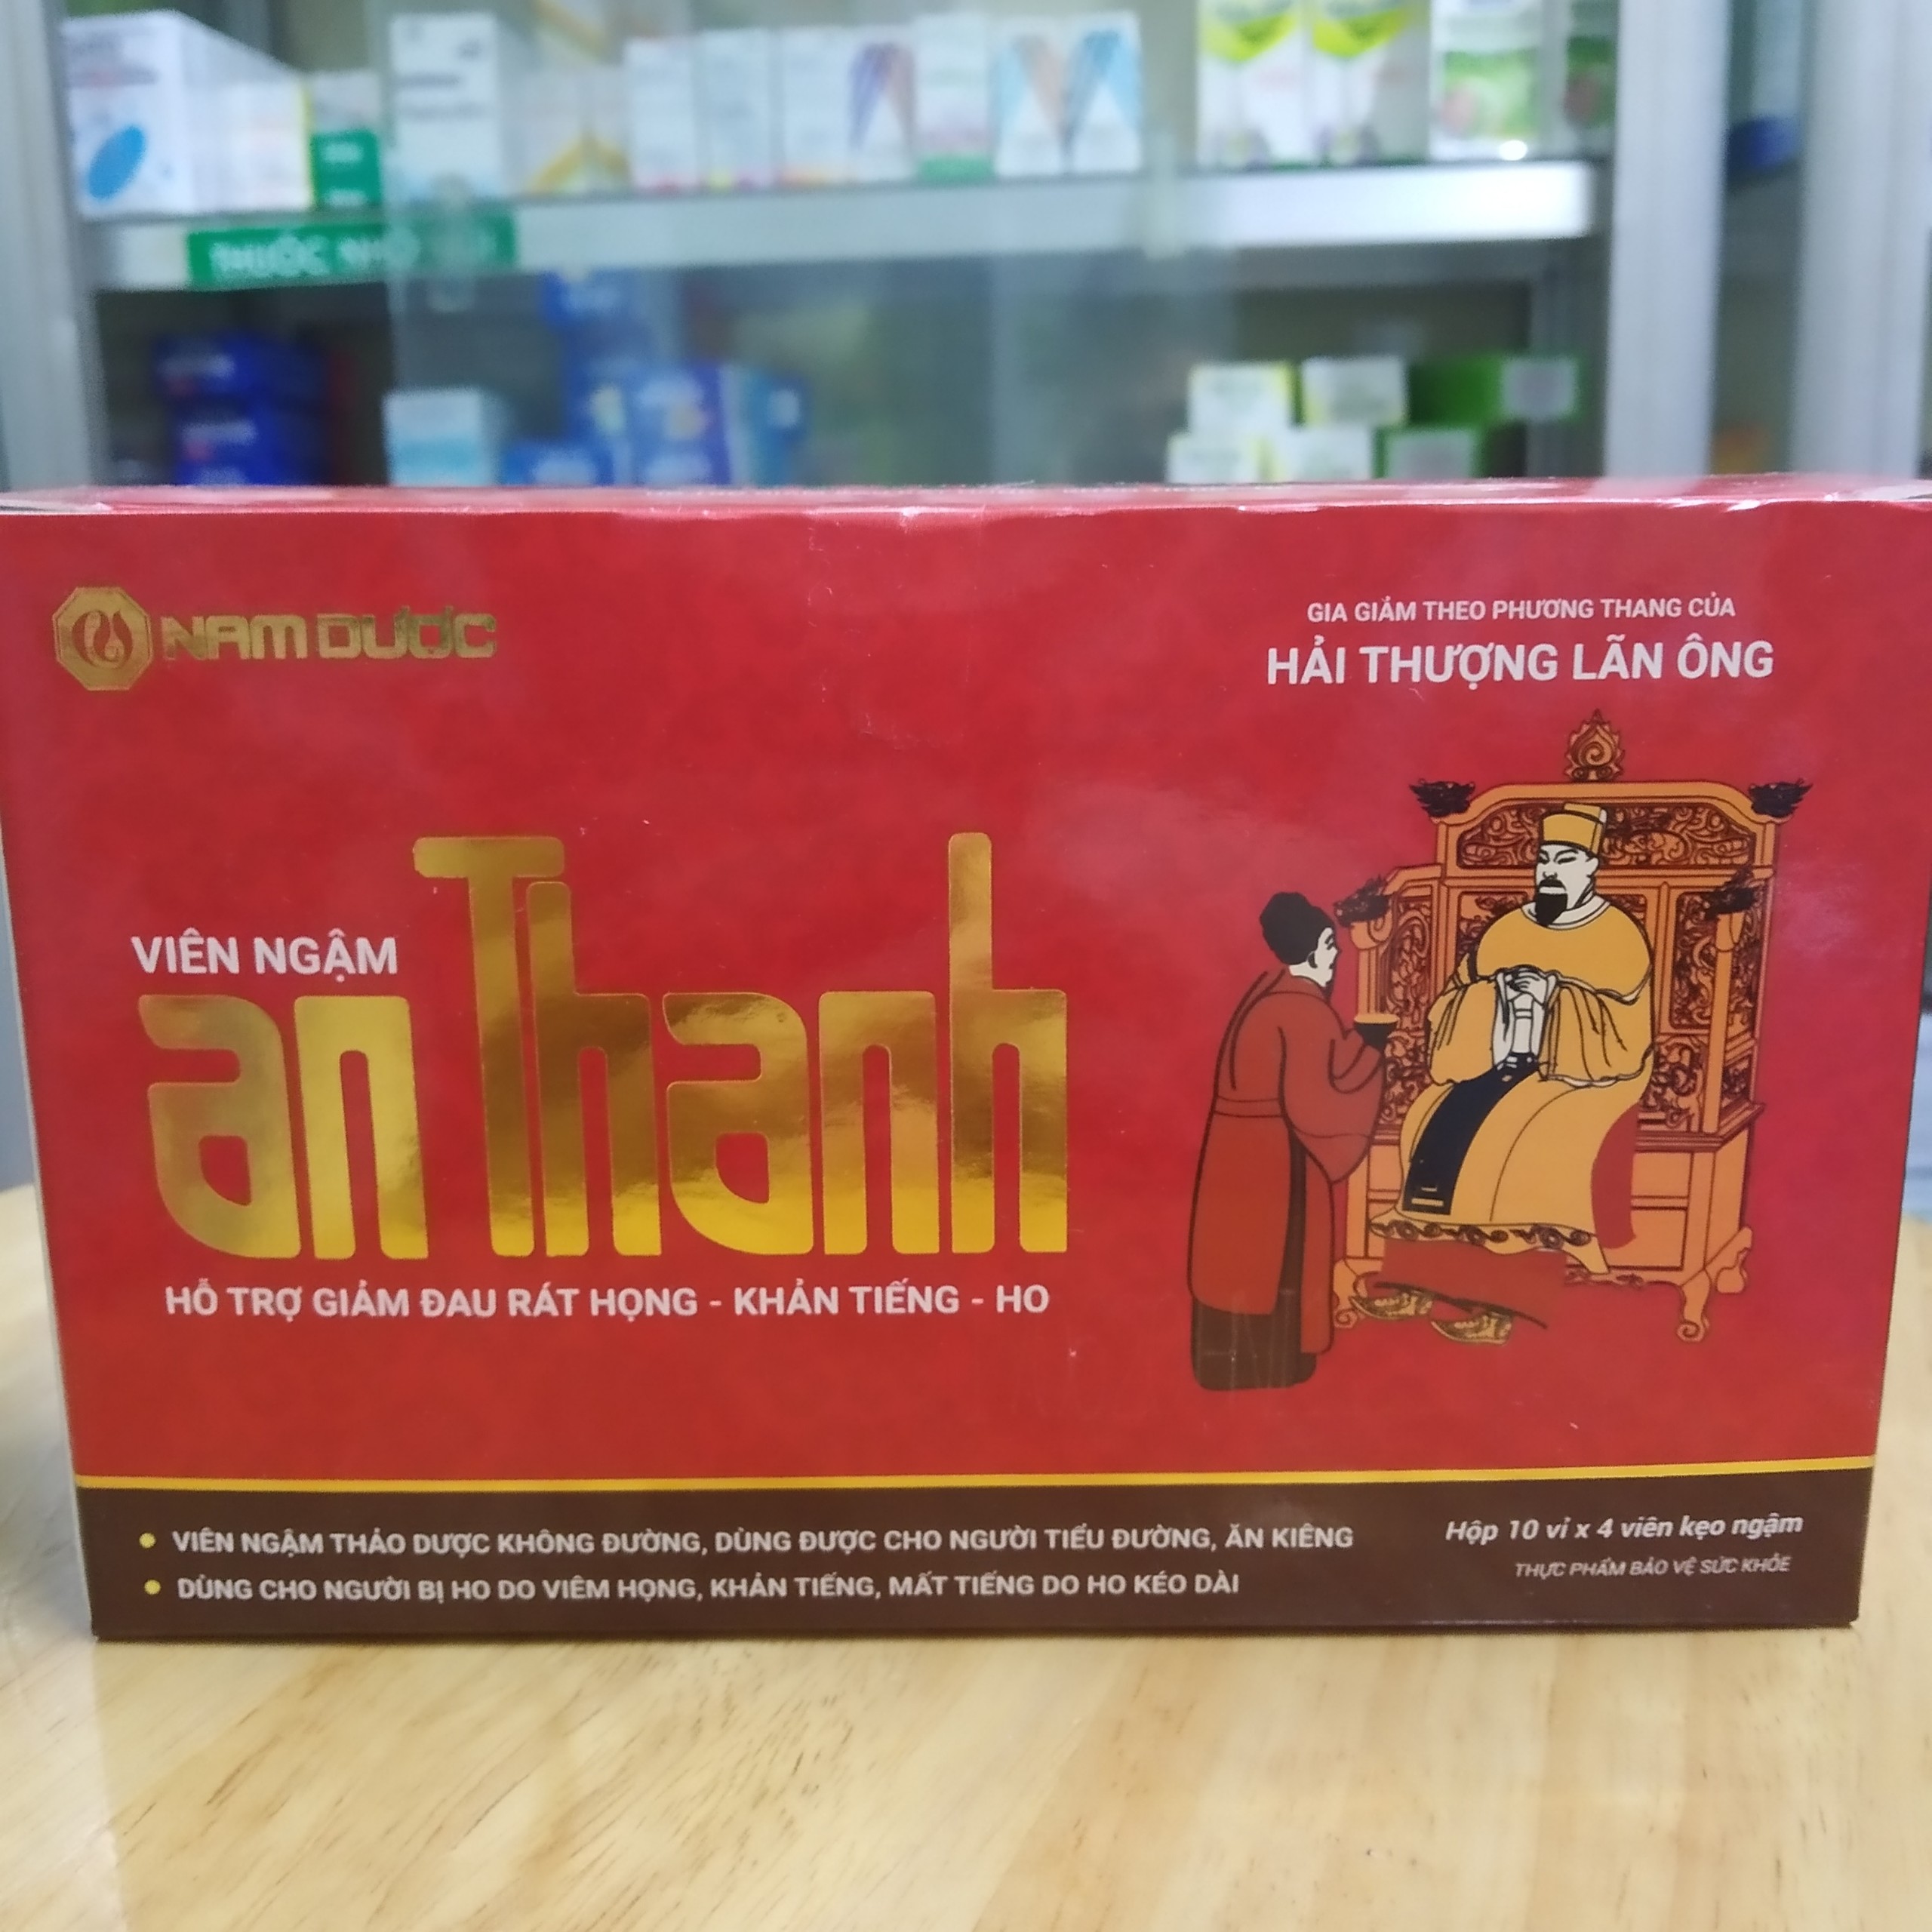 THUỐC NHỎ
NAM DƯỢC
GIA GIẢM THEO PHƯƠNG THANG CỦA
HẢI THƯỢNG LÃN ÔNG
VIÊN NGẬM
an Thanh
HỖ TRỢ GIẢM ĐAU RÁT HỌNG - KHẢN TIẾNG - HO
VIÊN NGẬM THẢO DƯỢC KHÔNG ĐƯỜNG, DÙNG ĐƯỢC CHO NGƯỜI TIỂU ĐƯỜNG, ĂN KIÊNG
DÙNG CHO NGƯỜI BỊ HO DO VIÊM HỌNG, KHẢN TIẾNG, MẤT TIẾNG DO HO KÉO DÀI
Hộp 10 vỉ x 4 viên kẹo ngậm
THỰC PHẨM BẢO VỆ SỨC KHỎE